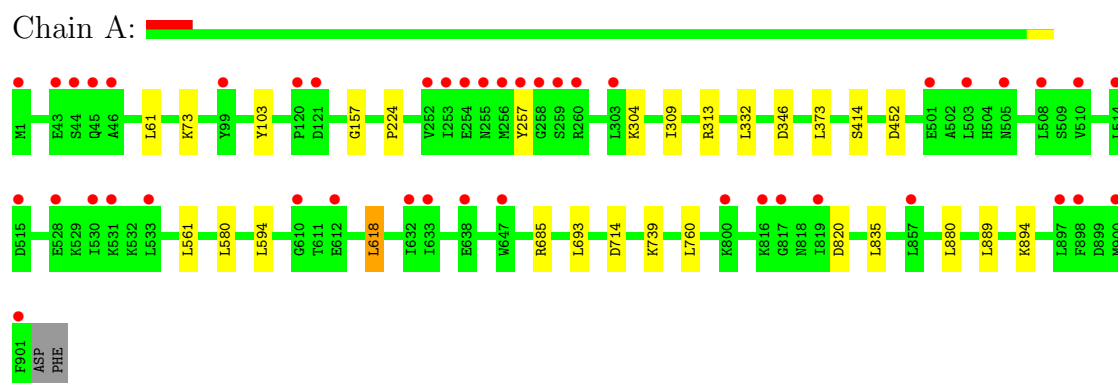 Chain A:
M1 E43 S44 Q45 A46 L61 K73 Y99 Y103 P120 D121 G157 P224 V252 I253 E254 N255 M256 Y257 G258 S259 R260 L303 K304 I309 R313 L332 D346 L373 S414 D452 E501 A502 L503 H504 N505 L508 S509 V510 L514
D515 E528 K529 I530 K531 K532 L533 L561 L580 L594 G610 T611 E612 L618 I632 I633 E638 W647 R685 L693 D714 K739 L760 K800 K816 G817 N818 I819 D820 L835 L857 L880 L889 K894 L897 F898 D899 M900
F901 ASP PHE